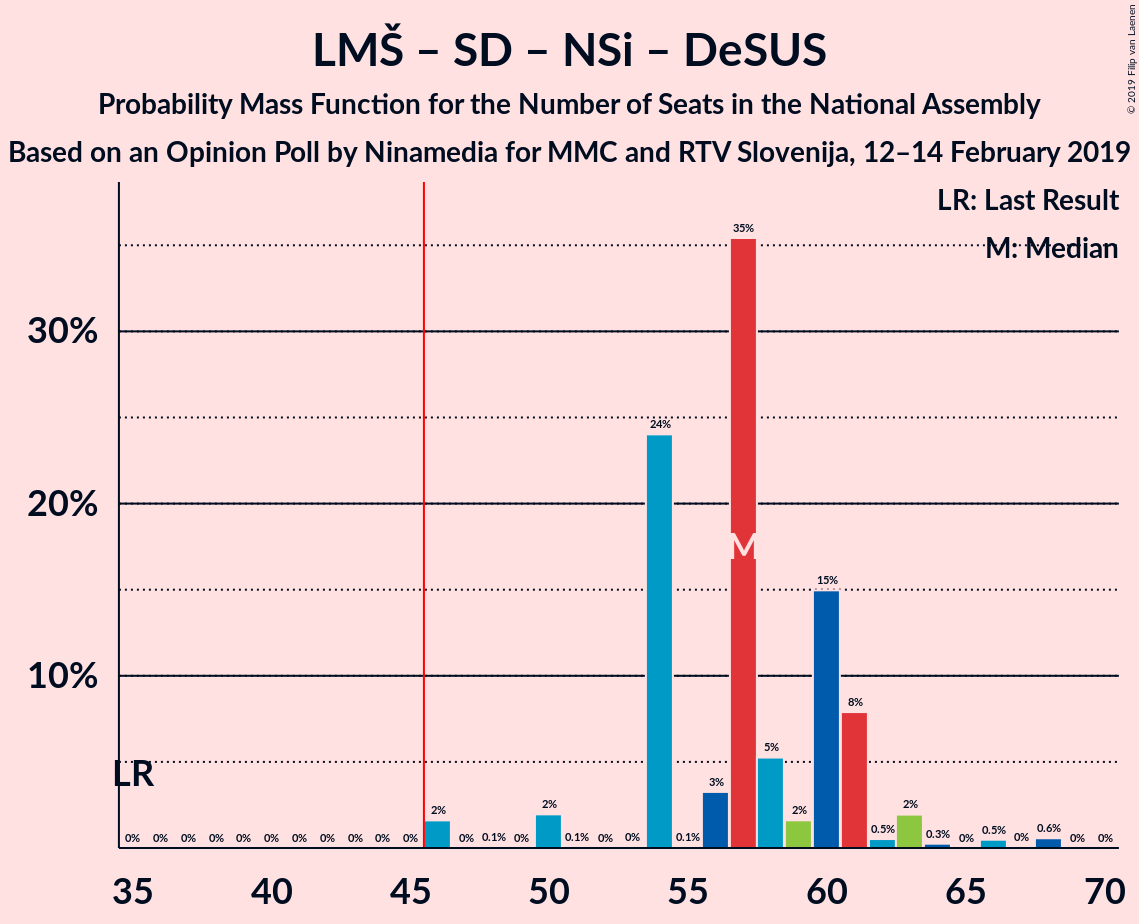 LMŠ – SD – NSi – DeSUS
Probability Mass Function for the Number of Seats in the National Assembly
Based on an Opinion Poll by Ninamedia for MMC and RTV Slovenija, 12–14 February 2019
© 2019 Filip van Laenen
LR: Last Result
M: Median
35%
30%
24%
20%
M
15%
10%
8%
LR
5%
3%
0% 0% 0% 0% 0% 0% 0% 0% 0% 0% 0% 2% 0% 0.1% 0% 2% 0.1% 0% 0% 0.1% 2% 0.5% 2% 0.3% 0% 0.5% 0% 0.6% 0% 0%
35 40 45 50 55 60 65 70